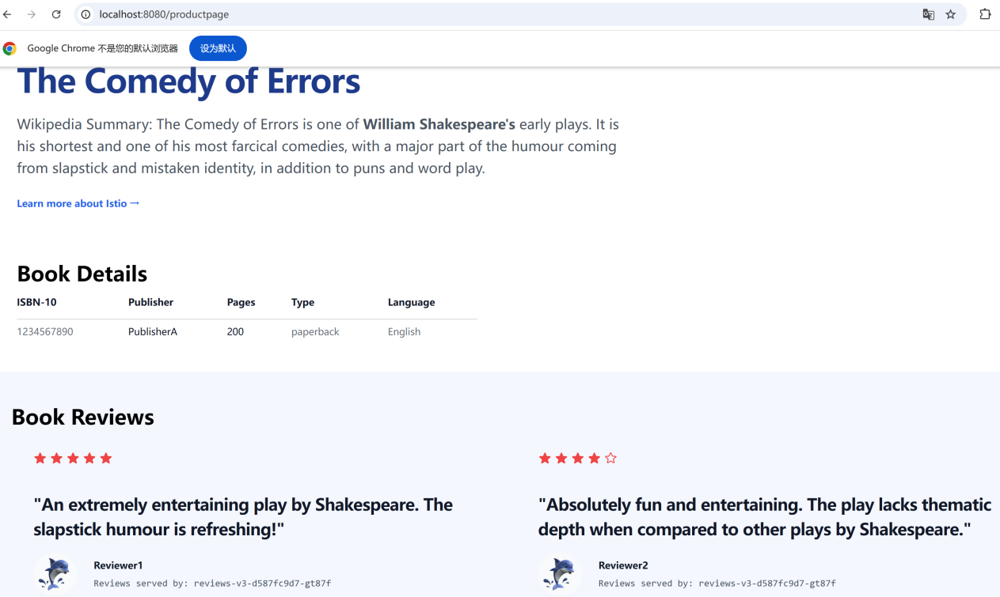 localhost:8080/productpage
Google Chrome 不是您的默认浏览器 设为默认
The Comedy of Errors
Wikipedia Summary: The Comedy of Errors is one of William Shakespeare's early plays. It is
his shortest and one of his most farcical comedies, with a major part of the humour coming
from slapstick and mistaken identity, in addition to puns and word play.
Learn more about Istio →
Book Details
ISBN-10 Publisher Pages Type Language
1234567890 PublisherA 200 paperback English
Book Reviews
"An extremely entertaining play by Shakespeare. The
slapstick humour is refreshing!"
Reviewer1
Reviews served by: reviews-v3-d587fc9d7-gt87f
"Absolutely fun and entertaining. The play lacks thematic
depth when compared to other plays by Shakespeare."
Reviewer2
Reviews served by: reviews-v3-d587fc9d7-gt87f